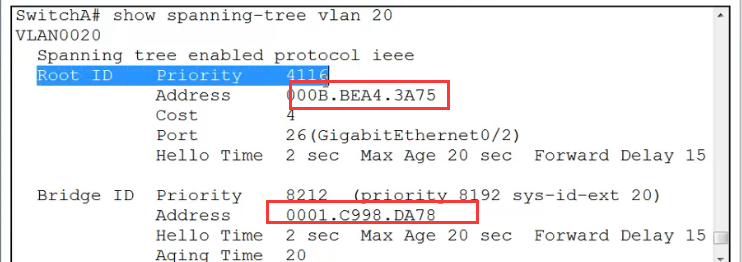 SwitchA# show spanning-tree vlan 20
VLAN0020
Spanning tree enabled protocol ieee
Root ID Priority 4116
Address 000B.BEA4.3A75
Cost 4
Port 26(GigabitEthernet0/2)
Hello Time 2 sec Max Age 20 sec Forward Delay 15
Bridge ID Priority 8212 (priority 8192 sys-id-ext 20)
Address 0001.C998.DA78
Hello Time 2 sec Max Age 20 sec Forward Delay 15
Aging Time 20